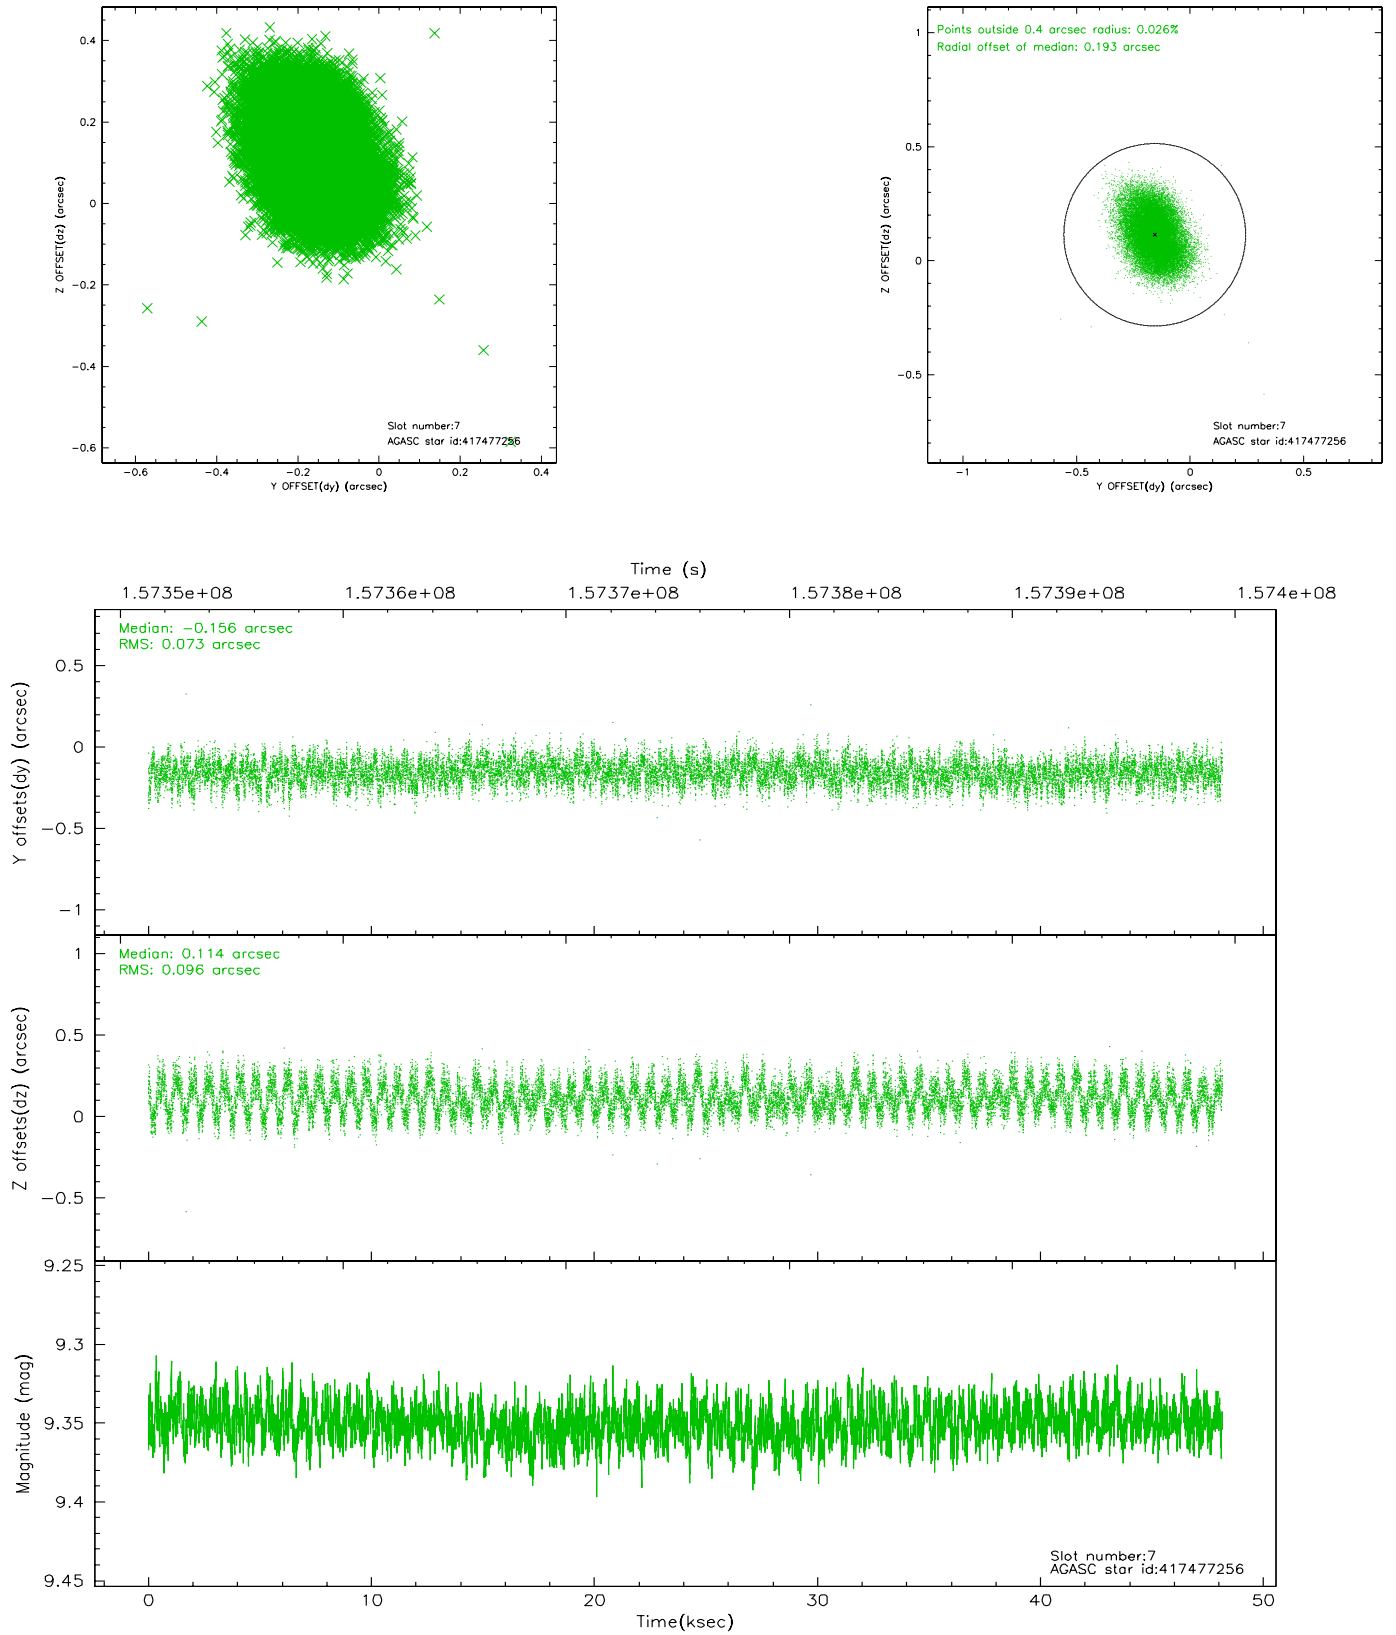 0.4
0.2
0
−0.2
−0.4
−0.6
Z OFFSET(dz) (arcsec)
−0.6
−0.4
−0.2
0
0.2
0.4
Y OFFSET(dy) (arcsec)
Slot number:7
AGASC star id:417477256
Points outside 0.4 arcsec radius: 0.026%
Radial offset of median: 0.193 arcsec
1
0.5
0
−0.5
Z OFFSET(dz) (arcsec)
−1
−0.5
0
0.5
Y OFFSET(dy) (arcsec)
Slot number:7
AGASC star id:417477256
Time (s)
1.5735e+08
1.5736e+08
1.5737e+08
1.5738e+08
1.5739e+08
1.574e+08
Median: −0.156 arcsec
RMS: 0.073 arcsec
0.5
0
−0.5
−1
Y offsets(dy) (arcsec)
Median: 0.114 arcsec
RMS: 0.096 arcsec
1
0.5
0
−0.5
Z offsets(dz) (arcsec)
9.25
9.3
9.35
9.4
9.45
Magnitude (mag)
Slot number:7
AGASC star id:417477256
0
10
20
30
40
50
Time(ksec)